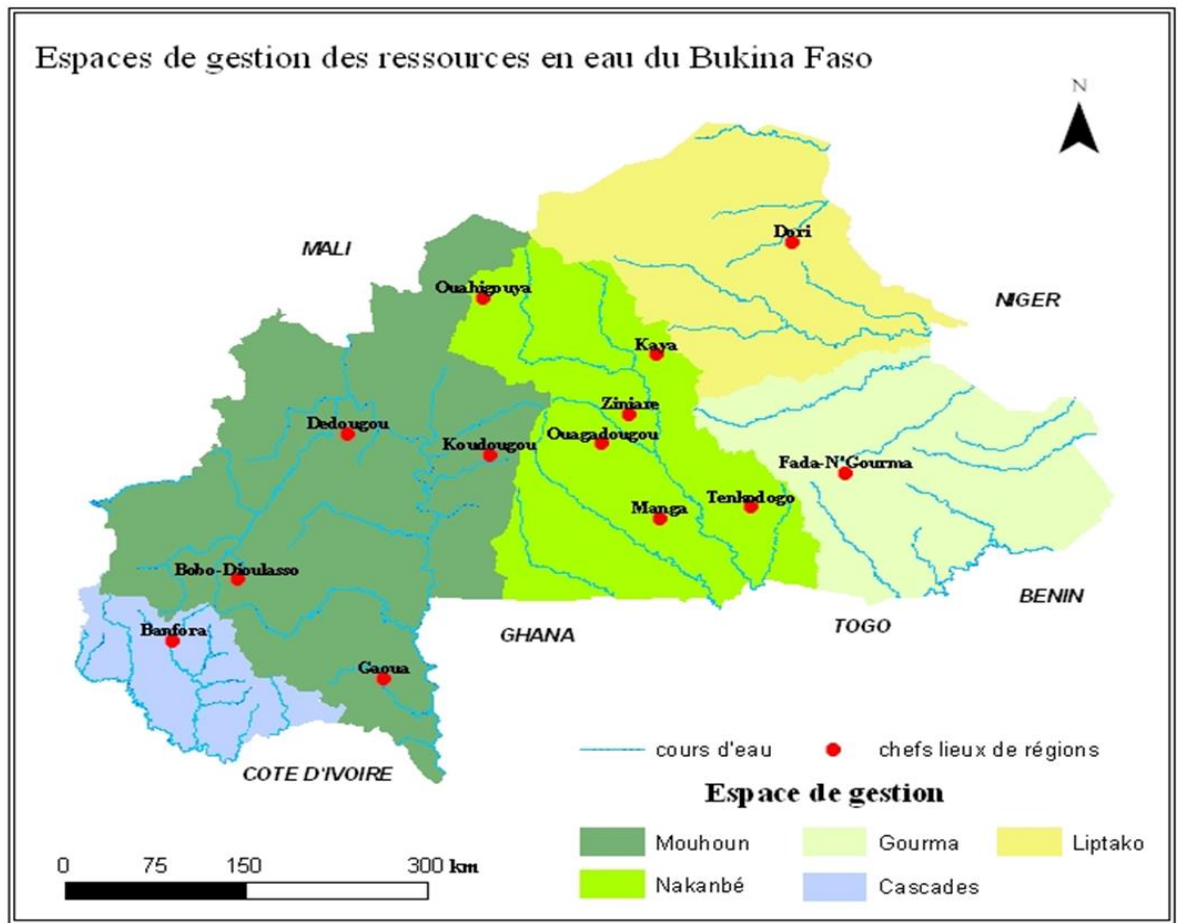 Espaces de gestion des ressources en eau du Bukina Faso
N
MALI
Dori
Ouahigouya
NIGER
Kaya
Ziniare
Dedougou
Koudougou
Ouagadougou
Fada-N'Gourma
Manga
Tenkodogo
Bobo-Dioulasso
BENIN
Banfora
GHANA
TOGO
Gaoua
COTE D'IVOIRE
cours d'eau
chefs lieux de régions
Espace de gestion
Mouhoun
Gourma
Liptako
Nakanbé
Cascades
0 75 150 300 km